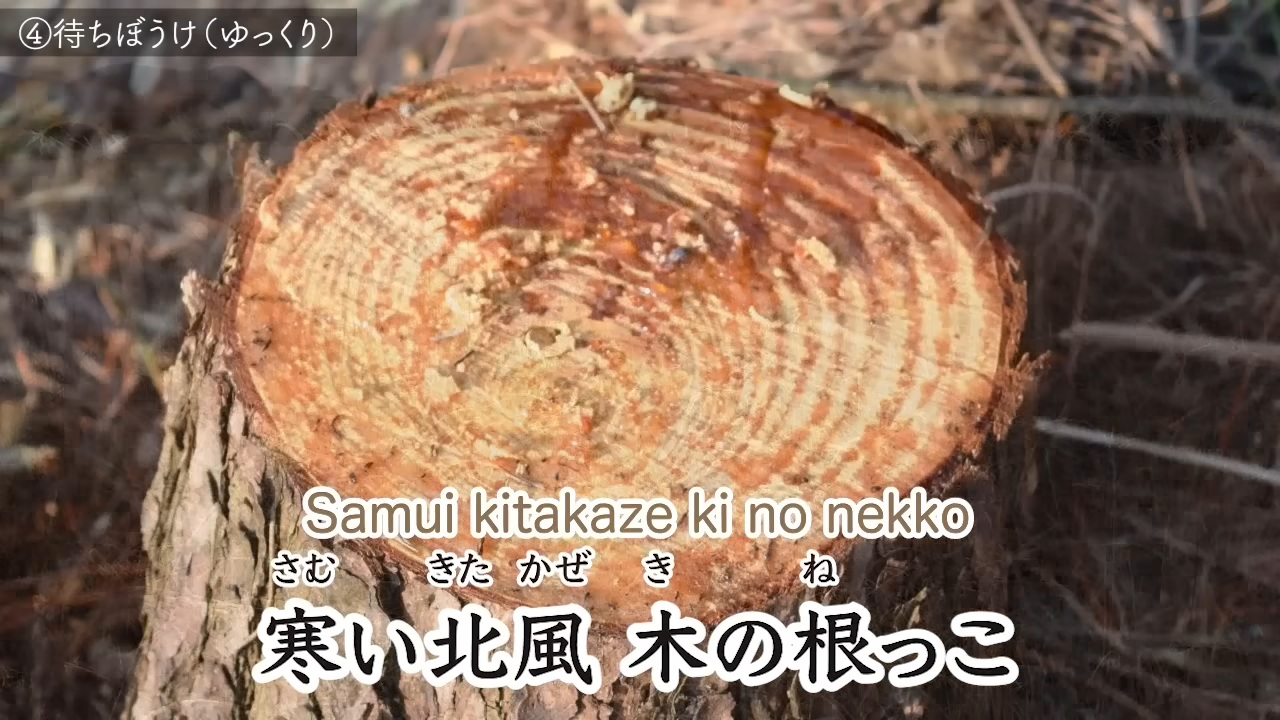 ④待ちぼうけ（ゆっくり）
Samui kitakaze ki no nekko
さむ きた かぜ き ね
寒い北風 木の根っこ